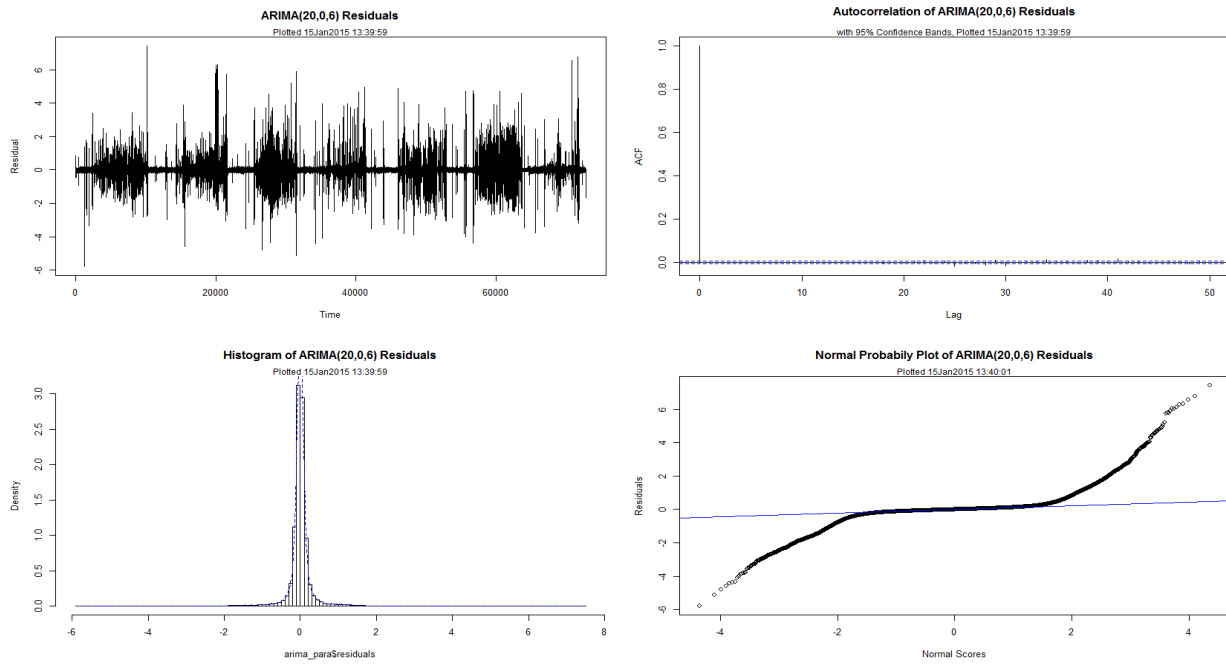 ARIMA(20,0,6) Residuals
Plotted 15Jan2015 13:39:59
Residual
6
4
2
0
-2
-4
-6
0 20000 40000 60000
Time
Autocorrelation of ARIMA(20,0,6) Residuals
with 95% Confidence Bands, Plotted 15Jan2015 13:39:59
ACF
1.0
0.8
0.6
0.4
0.2
0.0
0 10 20 30 40 50
Lag
Histogram of ARIMA(20,0,6) Residuals
Plotted 15Jan2015 13:39:59
Density
3.0
2.5
2.0
1.5
1.0
0.5
0.0
-6 -4 -2 0 2 4 6 8
arima_para$residuals
Normal Probabily Plot of ARIMA(20,0,6) Residuals
Plotted 15Jan2015 13:40:01
Residuals
6
4
2
0
-2
-4
-6
-4 -2 0 2 4
Normal Scores